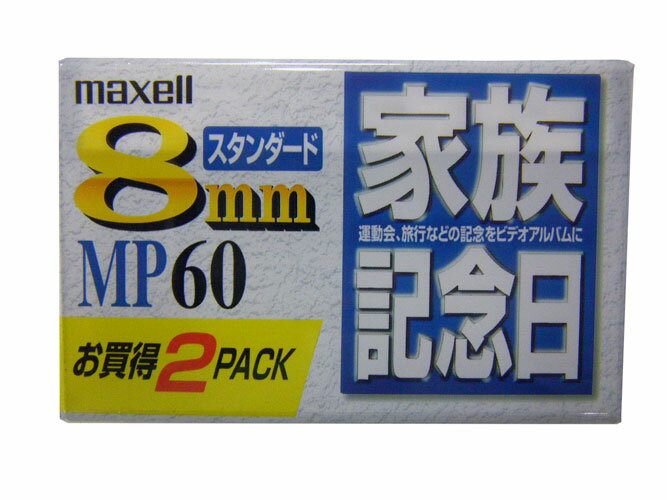 maxell
8mm
スタンダード
MP60
お買得2PACK
家族
運動会、旅行などの記念をビデオアルバムに
記念日